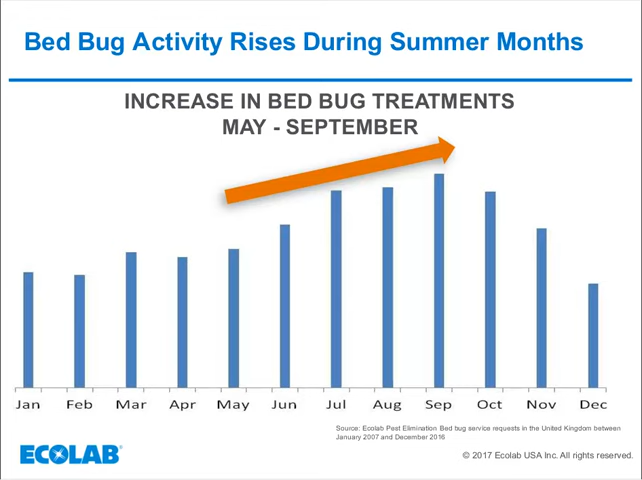 Bed Bug Activity Rises During Summer Months
INCREASE IN BED BUG TREATMENTS
MAY - SEPTEMBER
Jan Feb Mar Apr May Jun Jul Aug Sep Oct Nov Dec
Source: Ecolab Pest Elimination Bed bug service requests in the United Kingdom between
January 2007 and December 2016
ECOLAB®
© 2017 Ecolab USA Inc. All rights reserved.